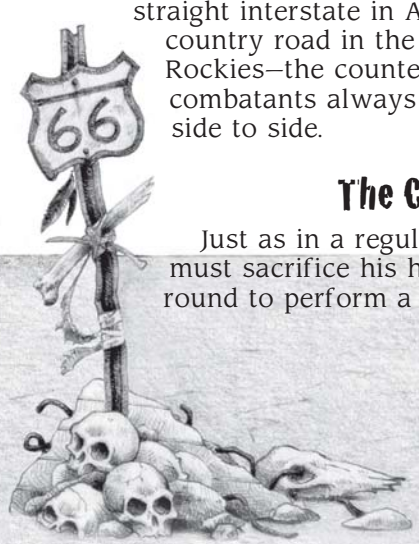 straight interstate in A
country road in the
Rockies—the counte
combatants always
side to side.
66
The C
Just as in a regul
must sacrifice his h
round to perform a